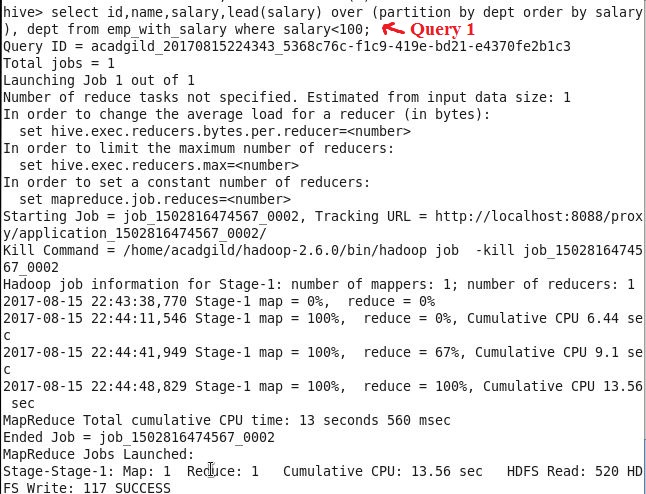 hive> select id,name,salary,lead(salary) over (partition by dept order by salary
), dept from emp_with_salary where salary<100; Query 1
Query ID = acadgild_20170815224343_5368c76c-f1c9-419e-bd21-e4370fe2b1c3
Total jobs = 1
Launching Job 1 out of 1
Number of reduce tasks not specified. Estimated from input data size: 1
In order to change the average load for a reducer (in bytes):
  set hive.exec.reducers.bytes.per.reducer=<number>
In order to limit the maximum number of reducers:
  set hive.exec.reducers.max=<number>
In order to set a constant number of reducers:
  set mapreduce.job.reduces=<number>
Starting Job = job_1502816474567_0002, Tracking URL = http://localhost:8088/prox
y/application_1502816474567_0002/
Kill Command = /home/acadgild/hadoop-2.6.0/bin/hadoop job  -kill job_15028164745
67_0002
Hadoop job information for Stage-1: number of mappers: 1; number of reducers: 1
2017-08-15 22:43:38,770 Stage-1 map = 0%,  reduce = 0%
2017-08-15 22:44:11,546 Stage-1 map = 100%,  reduce = 0%, Cumulative CPU 6.44 se
c
2017-08-15 22:44:41,949 Stage-1 map = 100%,  reduce = 67%, Cumulative CPU 9.1 se
c
2017-08-15 22:44:48,829 Stage-1 map = 100%,  reduce = 100%, Cumulative CPU 13.56
 sec
MapReduce Total cumulative CPU time: 13 seconds 560 msec
Ended Job = job_1502816474567_0002
MapReduce Jobs Launched:
Stage-Stage-1: Map: 1  Reduce: 1   Cumulative CPU: 13.56 sec   HDFS Read: 520 HD
FS Write: 117 SUCCESS